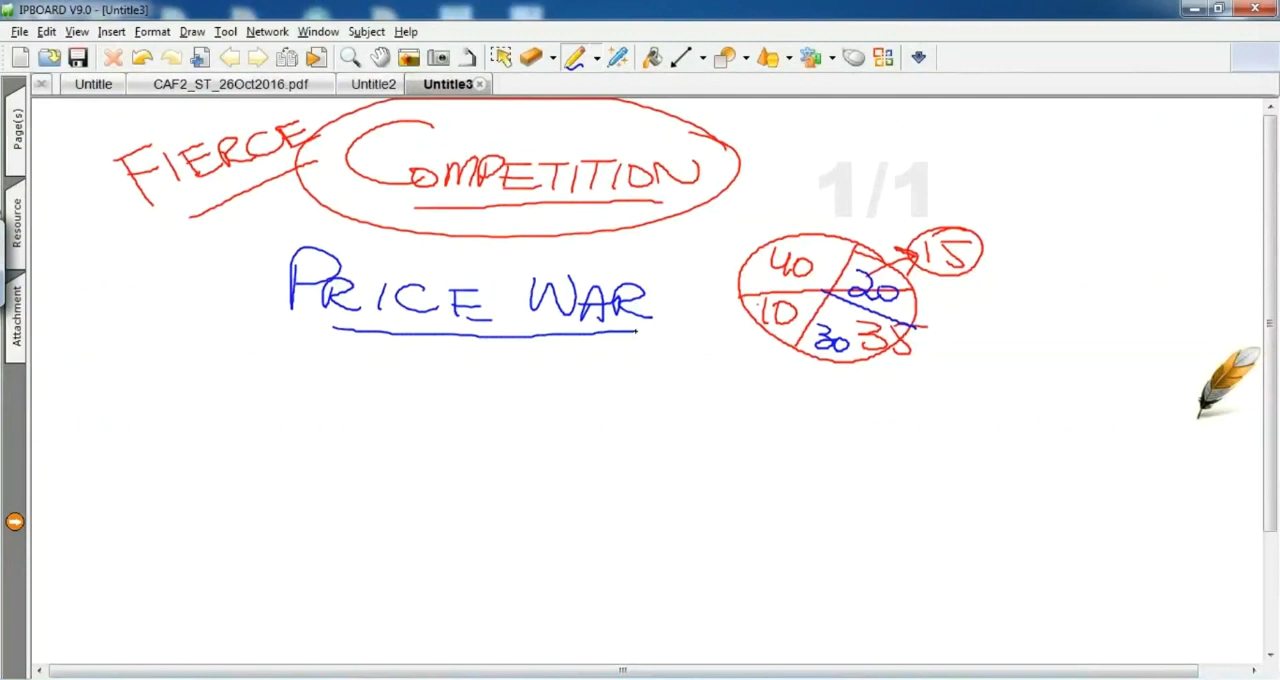 IPBOARD V9.0 - [Untitle3]
File Edit View Insert Format Draw Tool Network Window Subject Help
Untitle CAF2_ST_26Oct2016.pdf Untitle2 Untitle3
Page(s)
Resource
Attachment
FIERCE COMPETITION
1/1
PRICE WAR
40 20 15
10 30 35